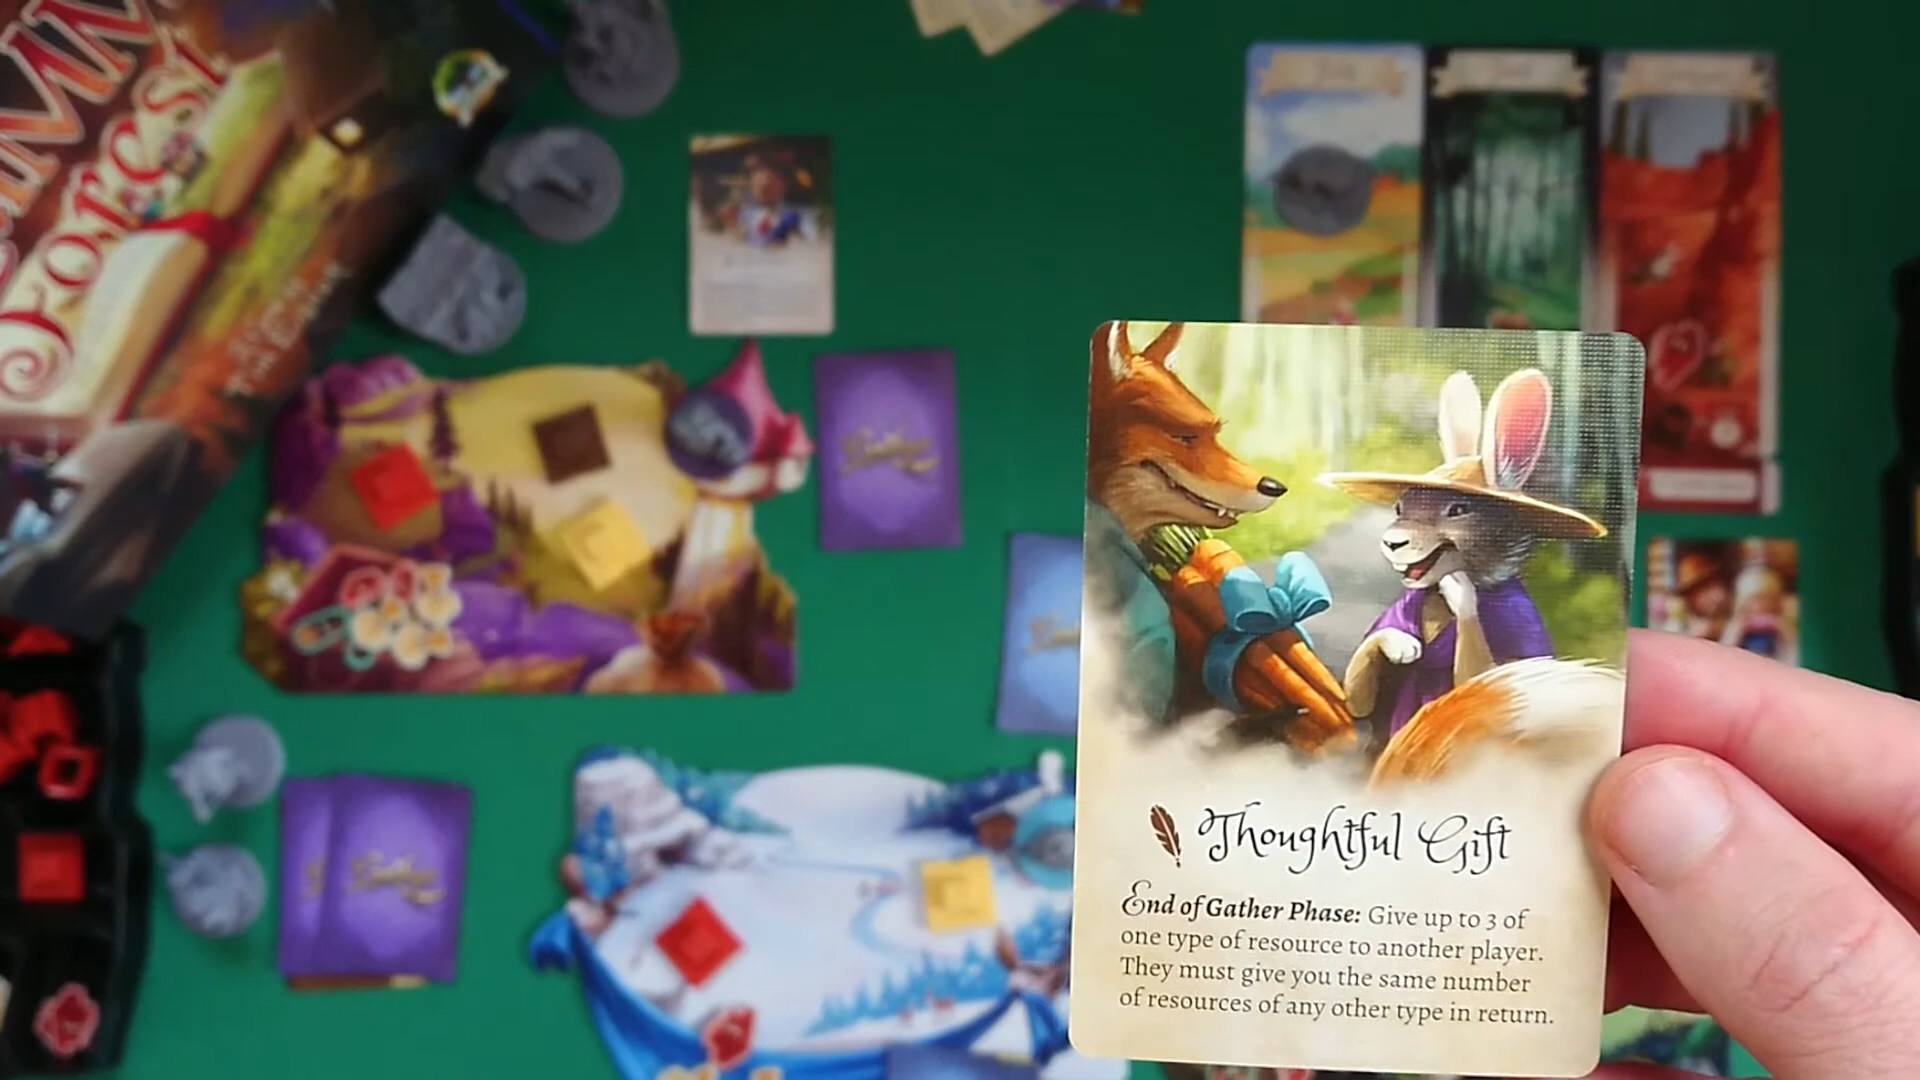 Forest
Thoughtful Gift
End of Gather Phase: Give up to 3 of
one type of resource to another player.
They must give you the same number
of resources of any other type in return.